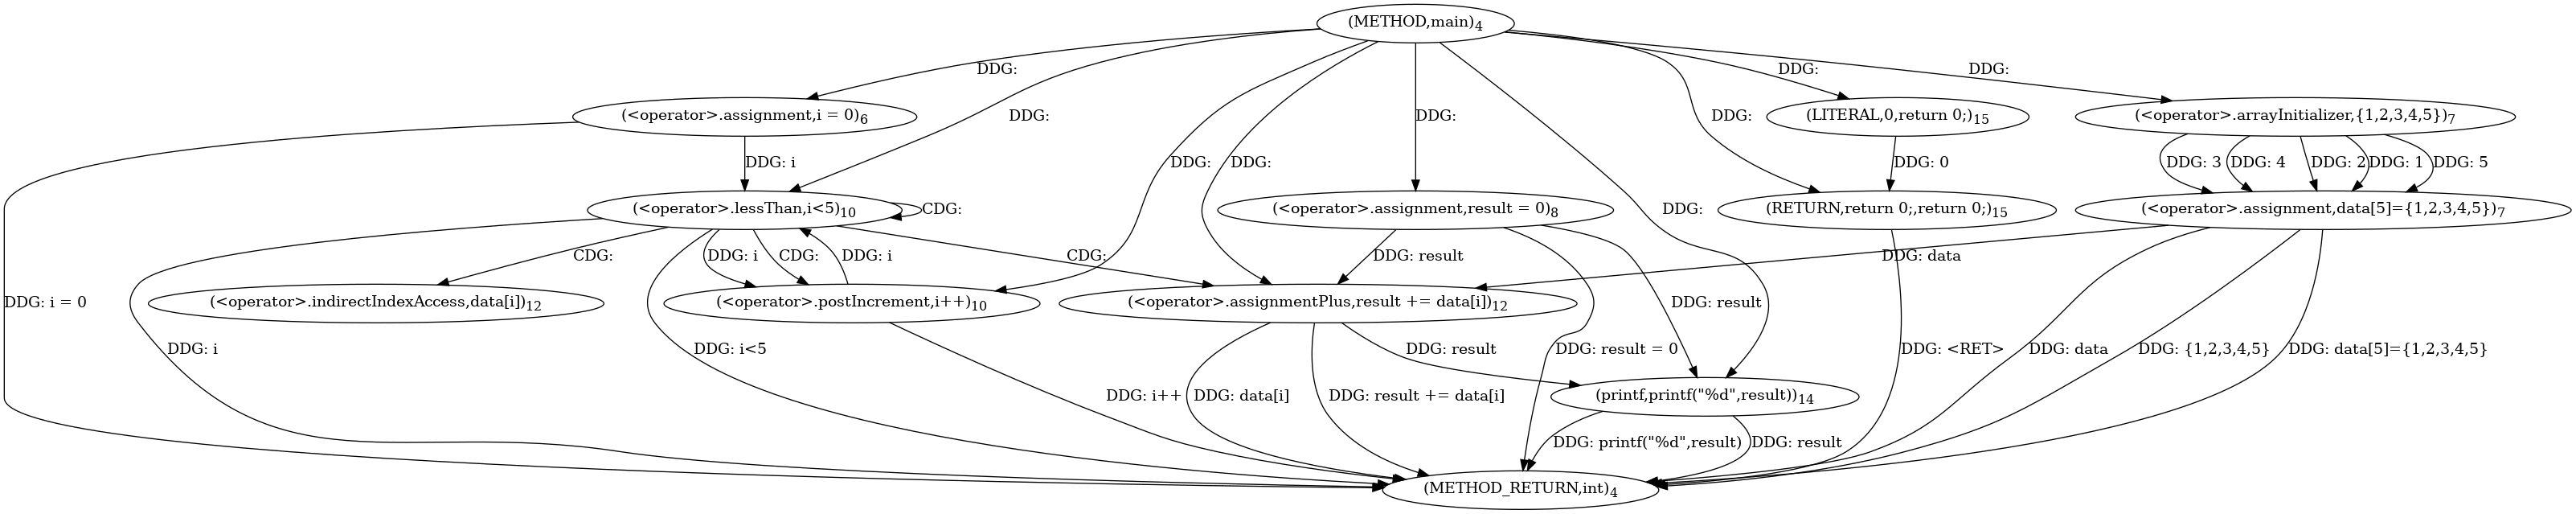 (METHOD,main)4
DDG:
DDG:
DDG:
(<operator>.assignment,i = 0)6
DDG:
DDG:
DDG:
(LITERAL,0,return 0;)15
(<operator>.arrayInitializer,{1,2,3,4,5})7
DDG: i
DDG:
DDG:
DDG: 0
DDG: 3
DDG: 4
DDG: 2
DDG: 1
DDG: 5
(<operator>.lessThan,i<5)10
CDG:
(<operator>.assignment,result = 0)8
DDG:
(RETURN,return 0;,return 0;)15
(<operator>.assignment,data[5]={1,2,3,4,5})7
CDG:
DDG: i
CDG:
DDG: i
CDG:
DDG: result
DDG: data
DDG: i = 0
(<operator>.indirectIndexAccess,data[i])12
(<operator>.postIncrement,i++)10
(<operator>.assignmentPlus,result += data[i])12
DDG: result
DDG: i
DDG: i<5
DDG: result
DDG: result = 0
DDG: <RET>
DDG: data
DDG: {1,2,3,4,5}
DDG: data[5]={1,2,3,4,5}
DDG: i++
DDG: data[i]
DDG: result += data[i]
(printf,printf("%d",result))14
DDG: printf("%d",result)
DDG: result
(METHOD_RETURN,int)4